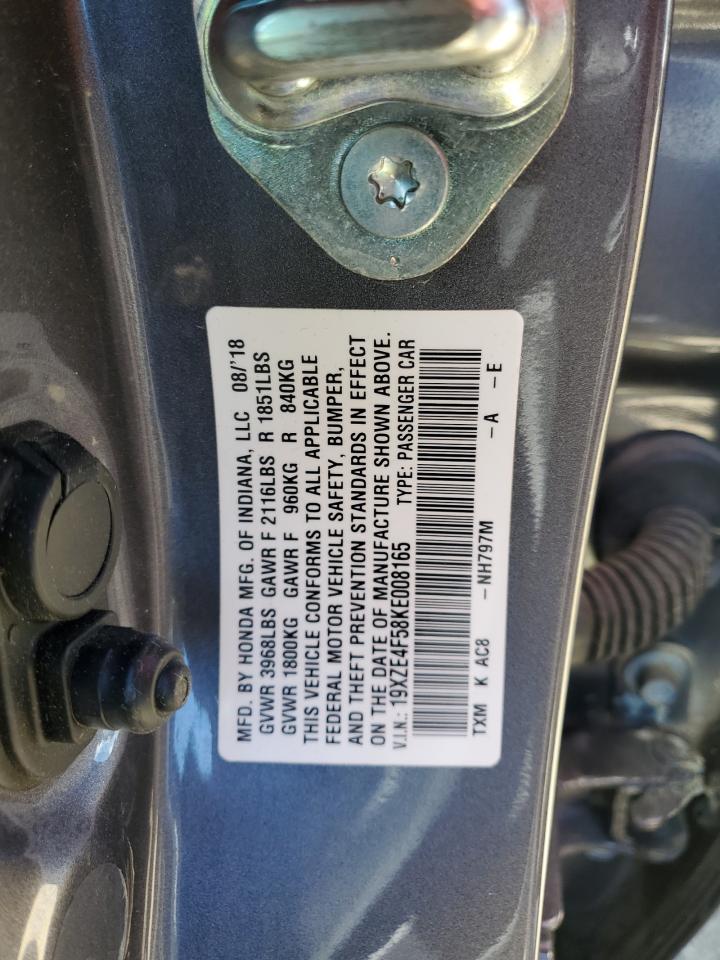 MFD. BY HONDA MFG. OF INDIANA, LLC 08/'18
GVWR 3968LBS GAWR F 2116LBS R 1851LBS
GVWR 1800KG GAWR F 960KG R 840KG
THIS VEHICLE CONFORMS TO ALL APPLICABLE
FEDERAL MOTOR VEHICLE SAFETY, BUMPER,
AND THEFT PREVENTION STANDARDS IN EFFECT
ON THE DATE OF MANUFACTURE SHOWN ABOVE.
V.I.N.: 19XZE4F58KE008165 TYPE: PASSENGER CAR
TXM K AC8 -NH797M -A -E